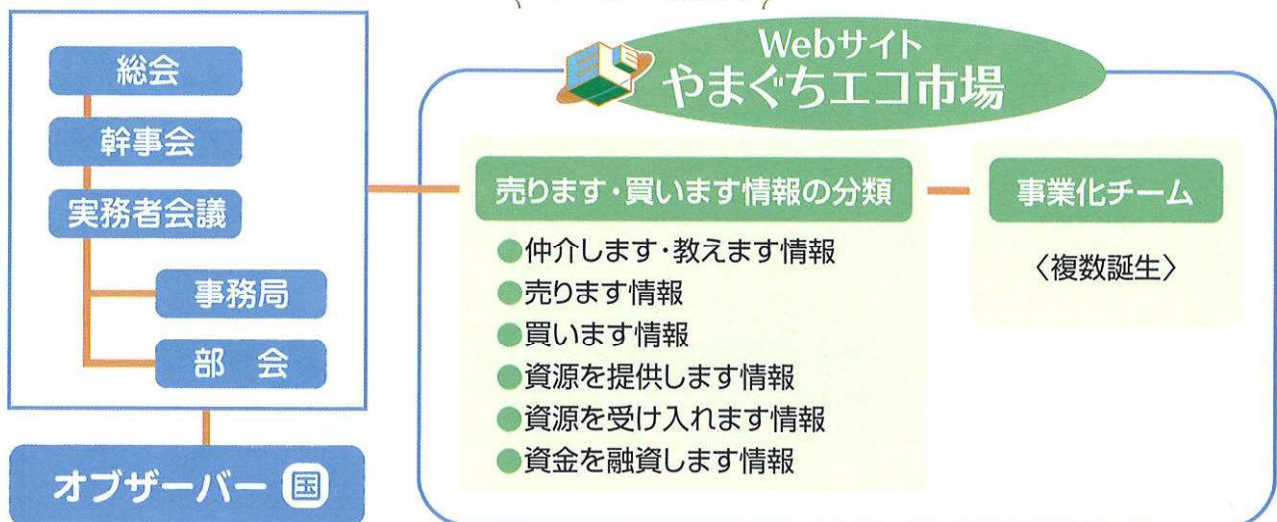 総会
幹事会
実務者会議
事務局
部 会
オブザーバー 国
Webサイト
やまぐちエコ市場
売ります・買います情報の分類
●仲介します・教えます情報
●売ります情報
●買います情報
●資源を提供します情報
●資源を受け入れます情報
●資金を融資します情報
事業化チーム
〈複数誕生〉